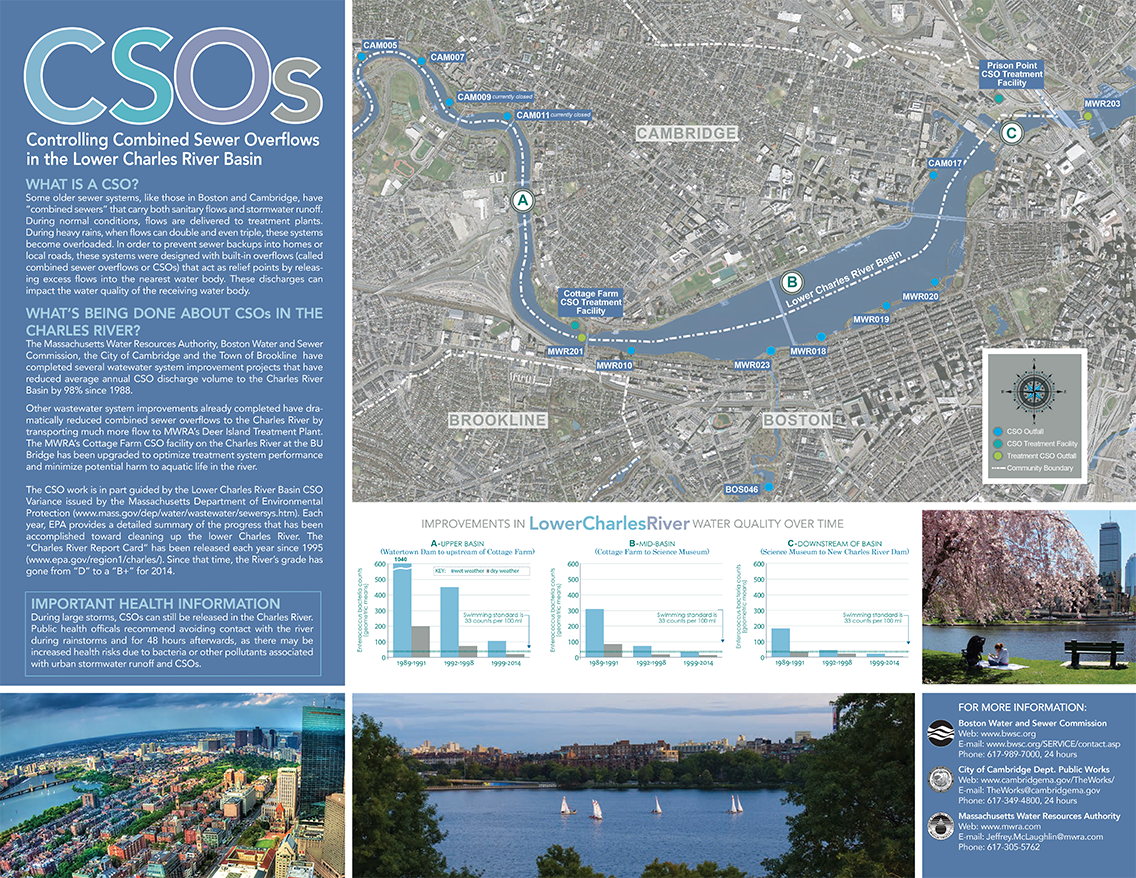 CSOs
Controlling Combined Sewer Overflows
in the Lower Charles River Basin
WHAT IS A CSO?
Some older sewer systems, like those in Boston and Cambridge, have
"combined sewers" that carry both sanitary flows and stormwater runoff.
During normal conditions, flows are delivered to treatment plants.
During heavy rains, when flows can double and even triple, these systems
become overloaded. In order to prevent sewer backups into homes or
local roads, these systems were designed with built-in overflows (called
combined sewer overflows or CSOs) that act as relief points by releas-
ing excess flows into the nearest water body. These discharges can
impact the water quality of the receiving water body.
WHAT'S BEING DONE ABOUT CSOs IN THE
CHARLES RIVER?
The Massachusetts Water Resources Authority, Boston Water and Sewer
Commission, the City of Cambridge and the Town of Brookline have
completed several watewater system improvement projects that have
reduced average annual CSO discharge volume to the Charles River
Basin by 98% since 1988.
Other wastewater system improvements already completed have dra-
matically reduced combined sewer overflows to the Charles River by
transporting much more flow to MWRA's Deer Island Treatment Plant.
The MWRA's Cottage Farm CSO facility on the Charles River at the BU
Bridge has been upgraded to optimize treatment system performance
and minimize potential harm to aquatic life in the river.
The CSO work is in part guided by the Lower Charles River Basin CSO
Variance issued by the Massachusetts Department of Environmental
Protection (www.mass.gov/dep/water/wastewater/sewersys.htm). Each
year, EPA provides a detailed summary of the progress that has been
accomplished toward cleaning up the lower Charles River. The
"Charles River Report Card" has been released each year since 1995
(www.epa.gov/region1/charles/). Since that time, the River's grade has
gone from "D" to a "B+" for 2014.
IMPORTANT HEALTH INFORMATION
During large storms, CSOs can still be released in the Charles River.
Public health officals recommend avoiding contact with the river
during rainstorms and for 48 hours afterwards, as there may be
increased health risks due to bacteria or other pollutants associated
with urban stormwater runoff and CSOs.
CAM005
CAM007
CAM009 currently closed
CAM011 currently closed
CAMBRIDGE
Prison Point
CSO Treatment
Facility
MWR203
C
CAM017
A
B
Lower Charles River Basin
Cottage Farm
CSO Treatment
Facility
MWR020
MWR019
MWR201
MWR010
MWR023
MWR018
BROOKLINE
BOSTON
BOS046
N
E
S
W
CSO Outfall
CSO Treatment Facility
Treatment CSO Outfall
Community Boundary
IMPROVEMENTS IN LowerCharlesRiver WATER QUALITY OVER TIME
A-UPPER BASIN
(Watertown Dam to upstream of Cottage Farm)
Enterococcus bacteria counts
(geometric means)
1040
600
500
400
300
200
100
0
KEY: wet weather dry weather
Swimming standard is
33 counts per 100 ml
1989-1991
1992-1998
1999-2014
B-MID-BASIN
(Cottage Farm to Science Museum)
Enterococcus bacteria counts
(geometric means)
600
500
400
300
200
100
0
Swimming standard is
33 counts per 100 ml
1989-1991
1992-1998
1999-2014
C-DOWNSTREAM OF BASIN
(Science Museum to New Charles River Dam)
Enterococcus bacteria counts
(geometric means)
600
500
400
300
200
100
0
Swimming standard is
33 counts per 100 ml
1989-1991
1992-1998
1999-2014
FOR MORE INFORMATION:
Boston Water and Sewer Commission
Web: www.bwsc.org
E-mail: www.bwsc.org/SERVICE/contact.asp
Phone: 617-989-7000, 24 hours
City of Cambridge Dept. Public Works
Web: www.cambridgema.gov/TheWorks/
E-mail: TheWorks@cambridgema.gov
Phone: 617-349-4800, 24 hours
Massachusetts Water Resources Authority
Web: www.mwra.com
E-mail: Jeffrey.McLaughlin@mwra.com
Phone: 617-305-5762